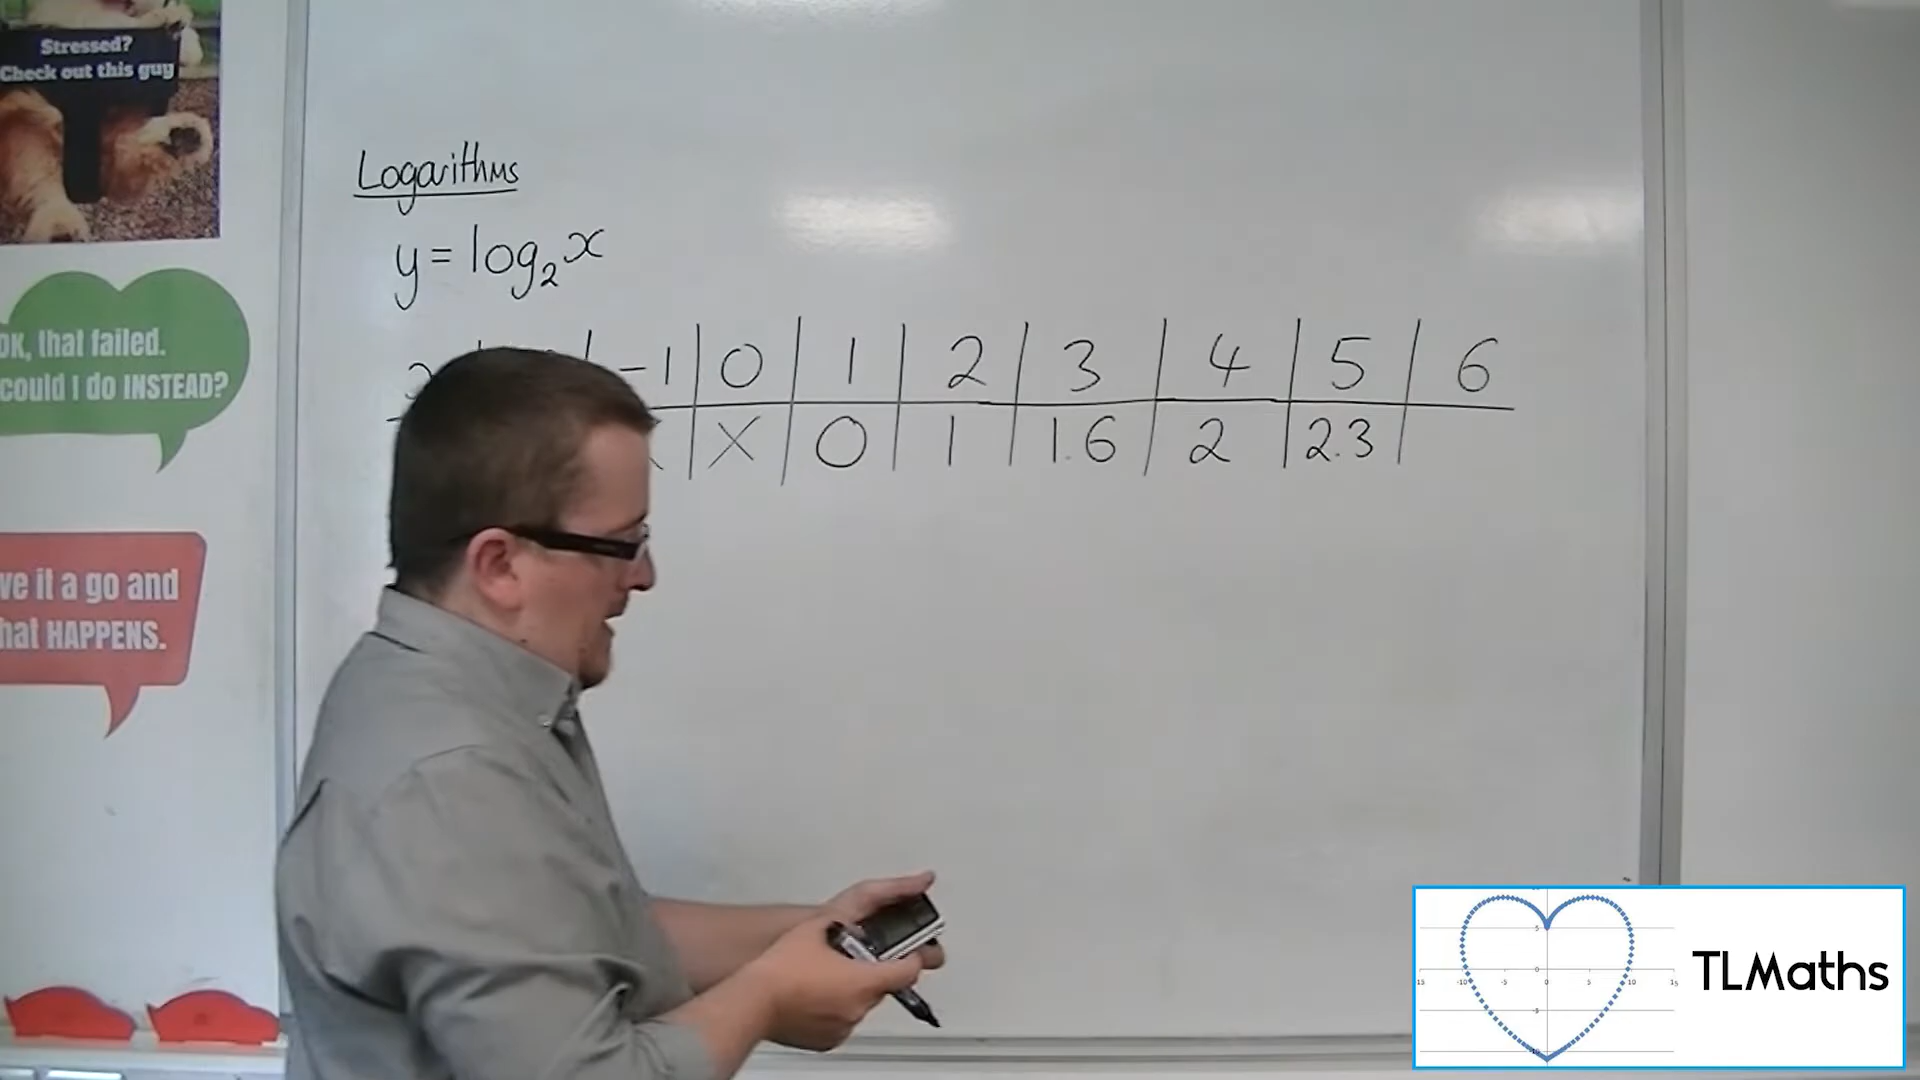 Stressed?
Check out this guy
Logarithms
y = log₂x
OK, that failed.
could I do INSTEAD?
-1 | 0 | 1 | 2 | 3 | 4 | 5 | 6
X | 0 | 1 | 1.6 | 2 | 2.3 |
ve it a go and
hat HAPPENS.
TLMaths